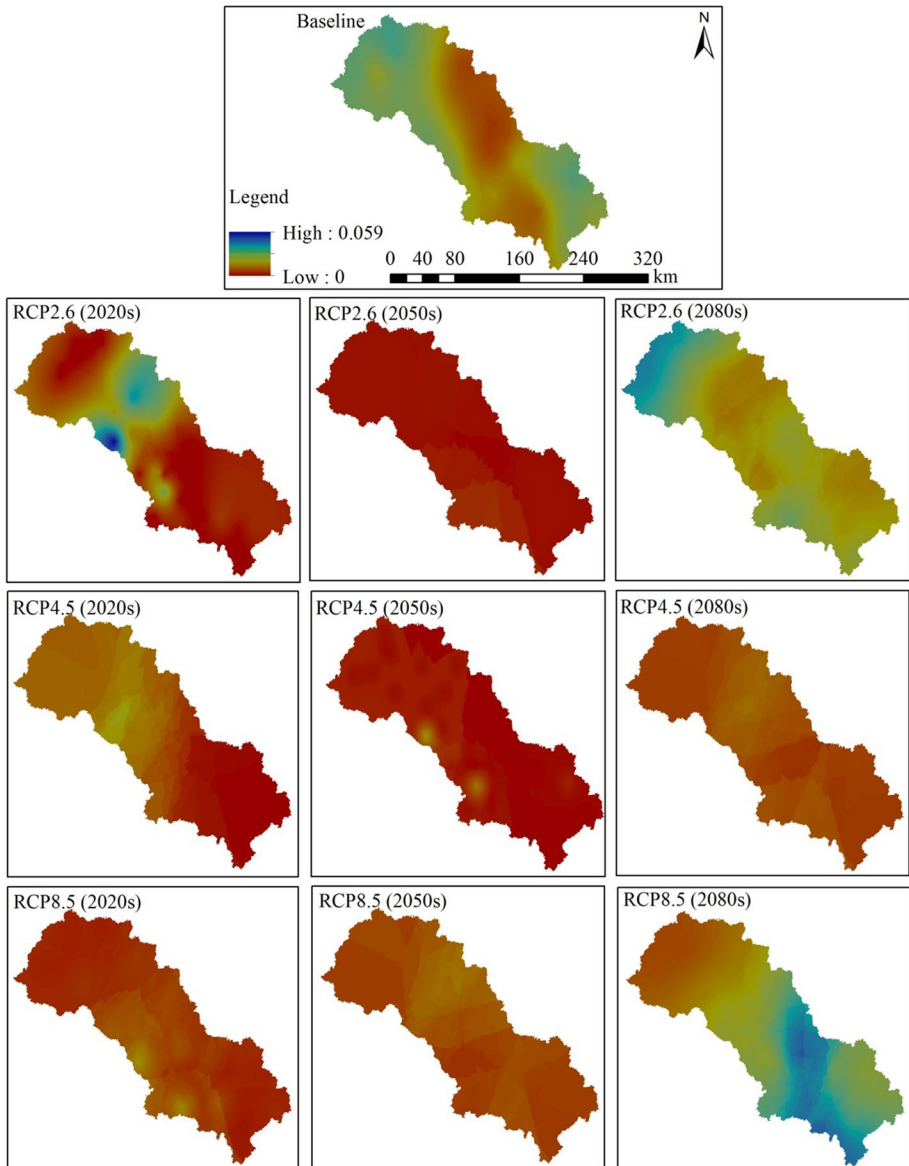 Baseline
N
Legend
High : 0.059
Low : 0
0 40 80 160 240 320
km
RCP2.6 (2020s)
RCP2.6 (2050s)
RCP2.6 (2080s)
RCP4.5 (2020s)
RCP4.5 (2050s)
RCP4.5 (2080s)
RCP8.5 (2020s)
RCP8.5 (2050s)
RCP8.5 (2080s)